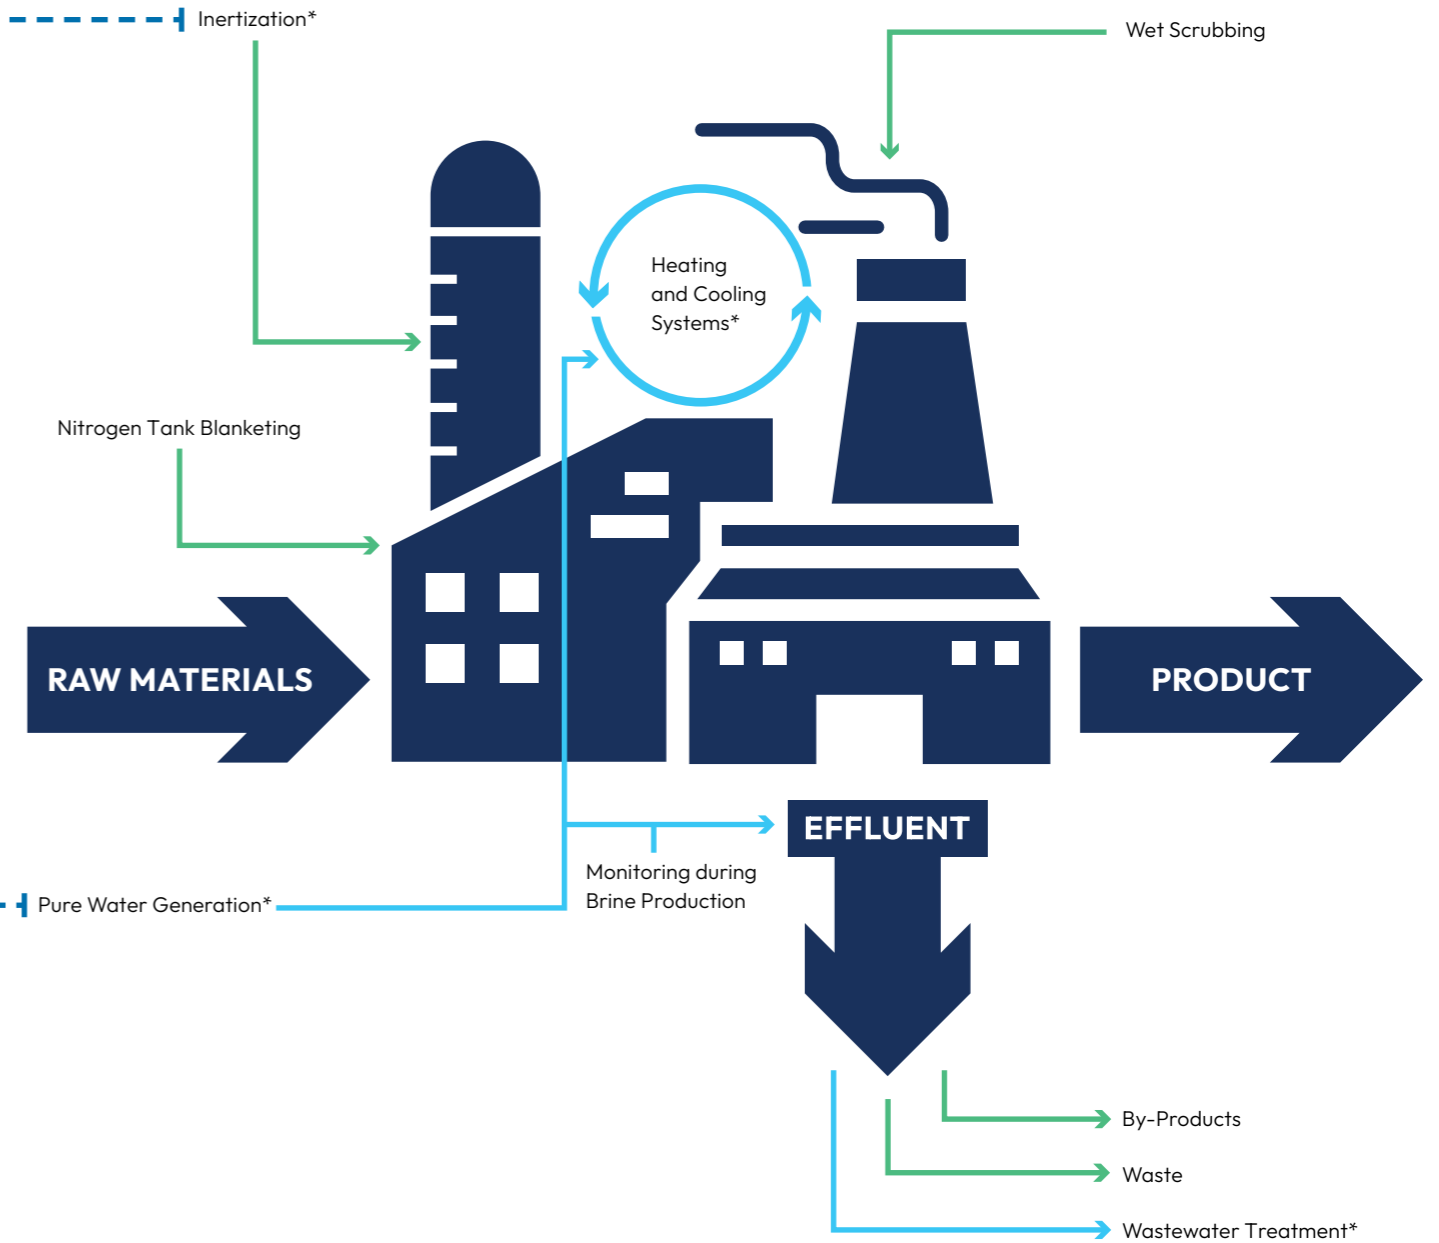 Inertization*
Wet Scrubbing
Heating
and Cooling
Systems*
Nitrogen Tank Blanketing
RAW MATERIALS
PRODUCT
EFFLUENT
Monitoring during
Brine Production
Pure Water Generation*
By-Products
Waste
Wastewater Treatment*